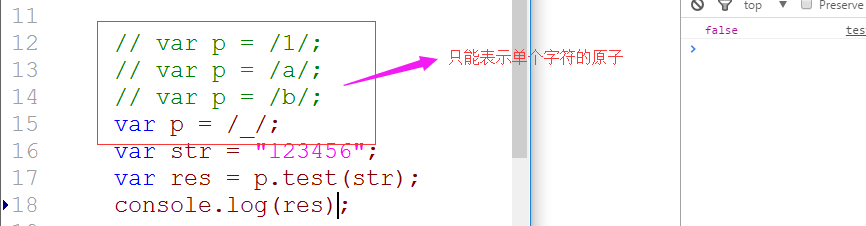 11
12 // var p = /1/;
13 // var p = /a/;
14 // var p = /b/;
15 var p = /_/;
16 var str = "123456";
17 var res = p.test(str);
18 console.log(res);
只能表示单个字符的原子
top ▼ Preserve
false tes